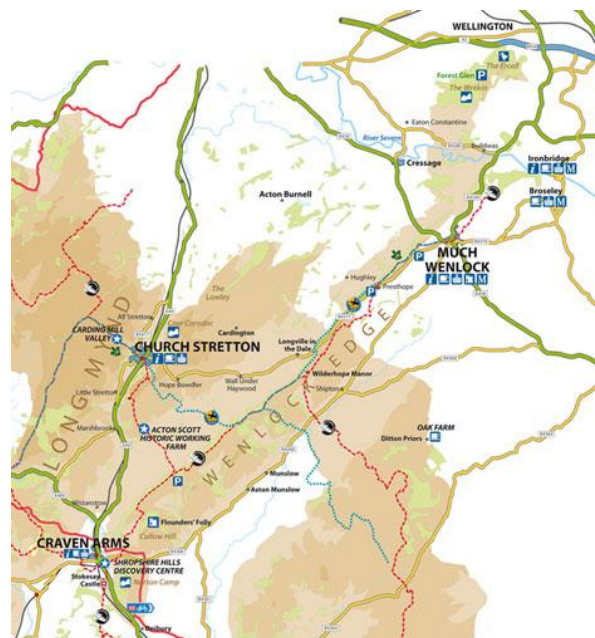 WELLINGTON
The Ercall
Forest Glen P
The Wrekin
Eaton Constantine
River Severn
Buildwas
Cressage
Ironbridge
Broseley
Acton Burnell
MUCH
WENLOCK
P
Hughley
P
Presthope
The
Lawley
All Stretton
Caer Caradoc
CARDING MILL
VALLEY
Cardington
Longville in
the Dale
CHURCH STRETTON
LONG MYND
WENLOCK EDGE
Wilderhope Manor
Hope Bowdler
Wall Under
Haywood
Shipton
Little Stretton
Marshbrook
ACTON SCOTT
HISTORIC WORKING
FARM
OAK FARM
Ditton Priors
Munslow
P
Aston Munslow
Wistanstow
Flounders' Folly
Callow Hill
CRAVEN ARMS
SHROPSHIRE HILLS
DISCOVERY CENTRE
Stokesay
Castle
Norton Camp
Onibury